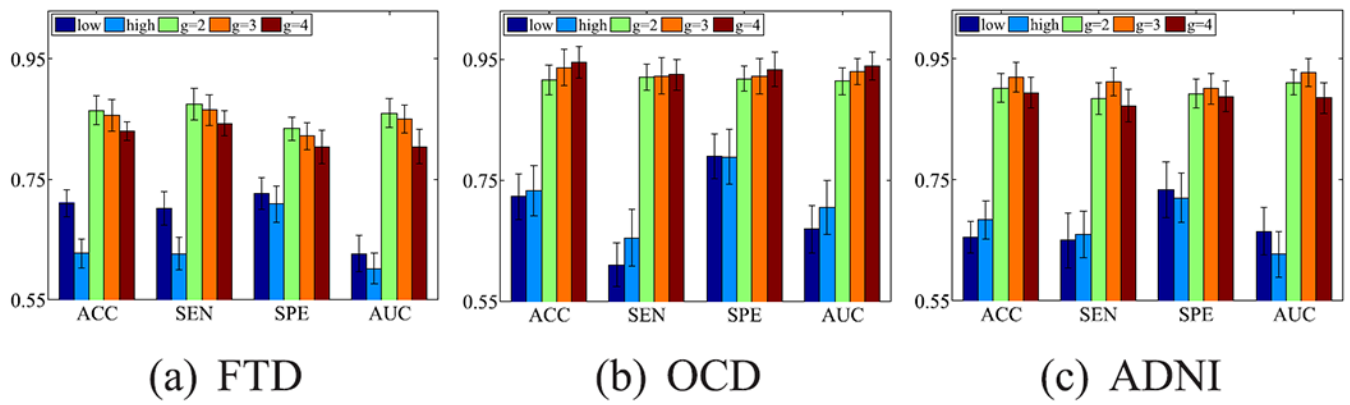 low high g=2 g=3 g=4
0.95
0.75
0.55
ACC SEN SPE AUC
(a) FTD
low high g=2 g=3 g=4
0.95
0.75
0.55
ACC SEN SPE AUC
(b) OCD
low high g=2 g=3 g=4
0.95
0.75
0.55
ACC SEN SPE AUC
(c) ADNI